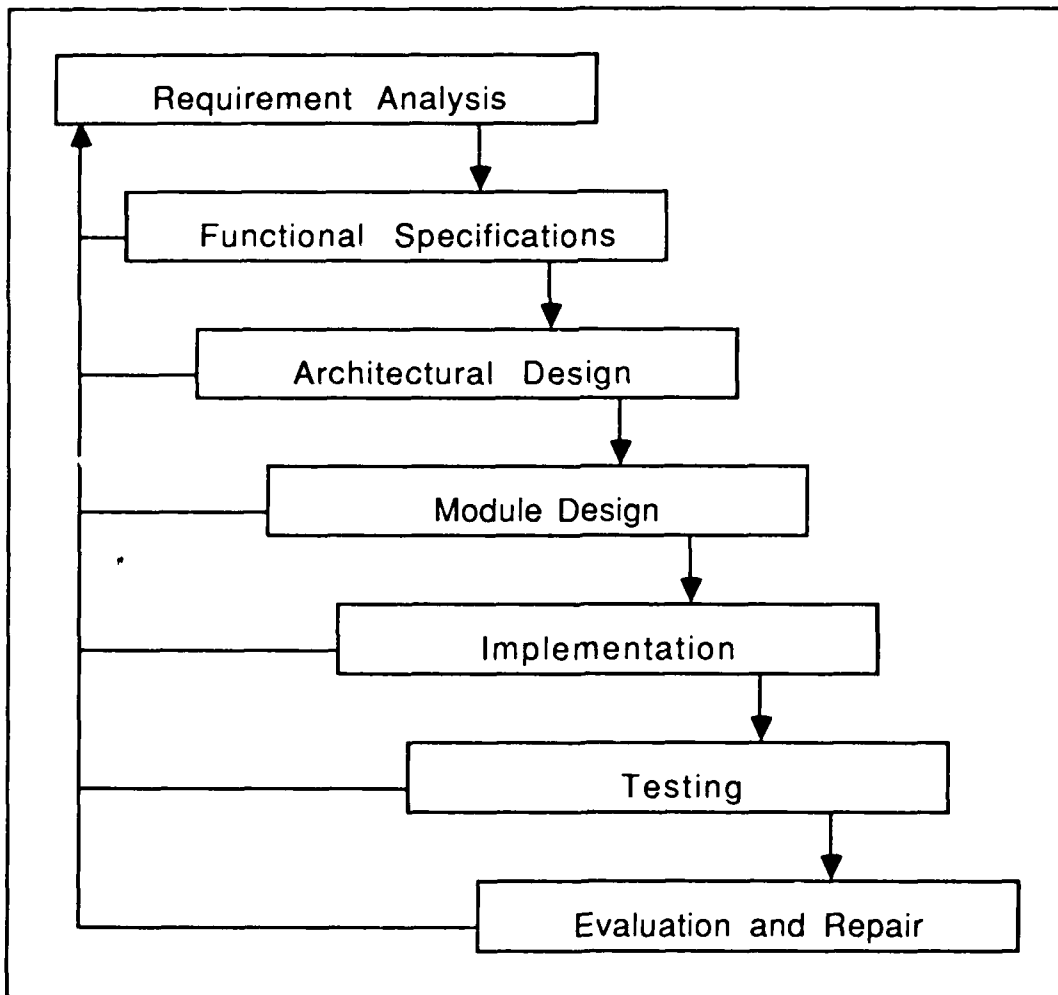 Requirement Analysis
Functional Specifications
Architectural Design
Module Design
Implementation
Testing
Evaluation and Repair